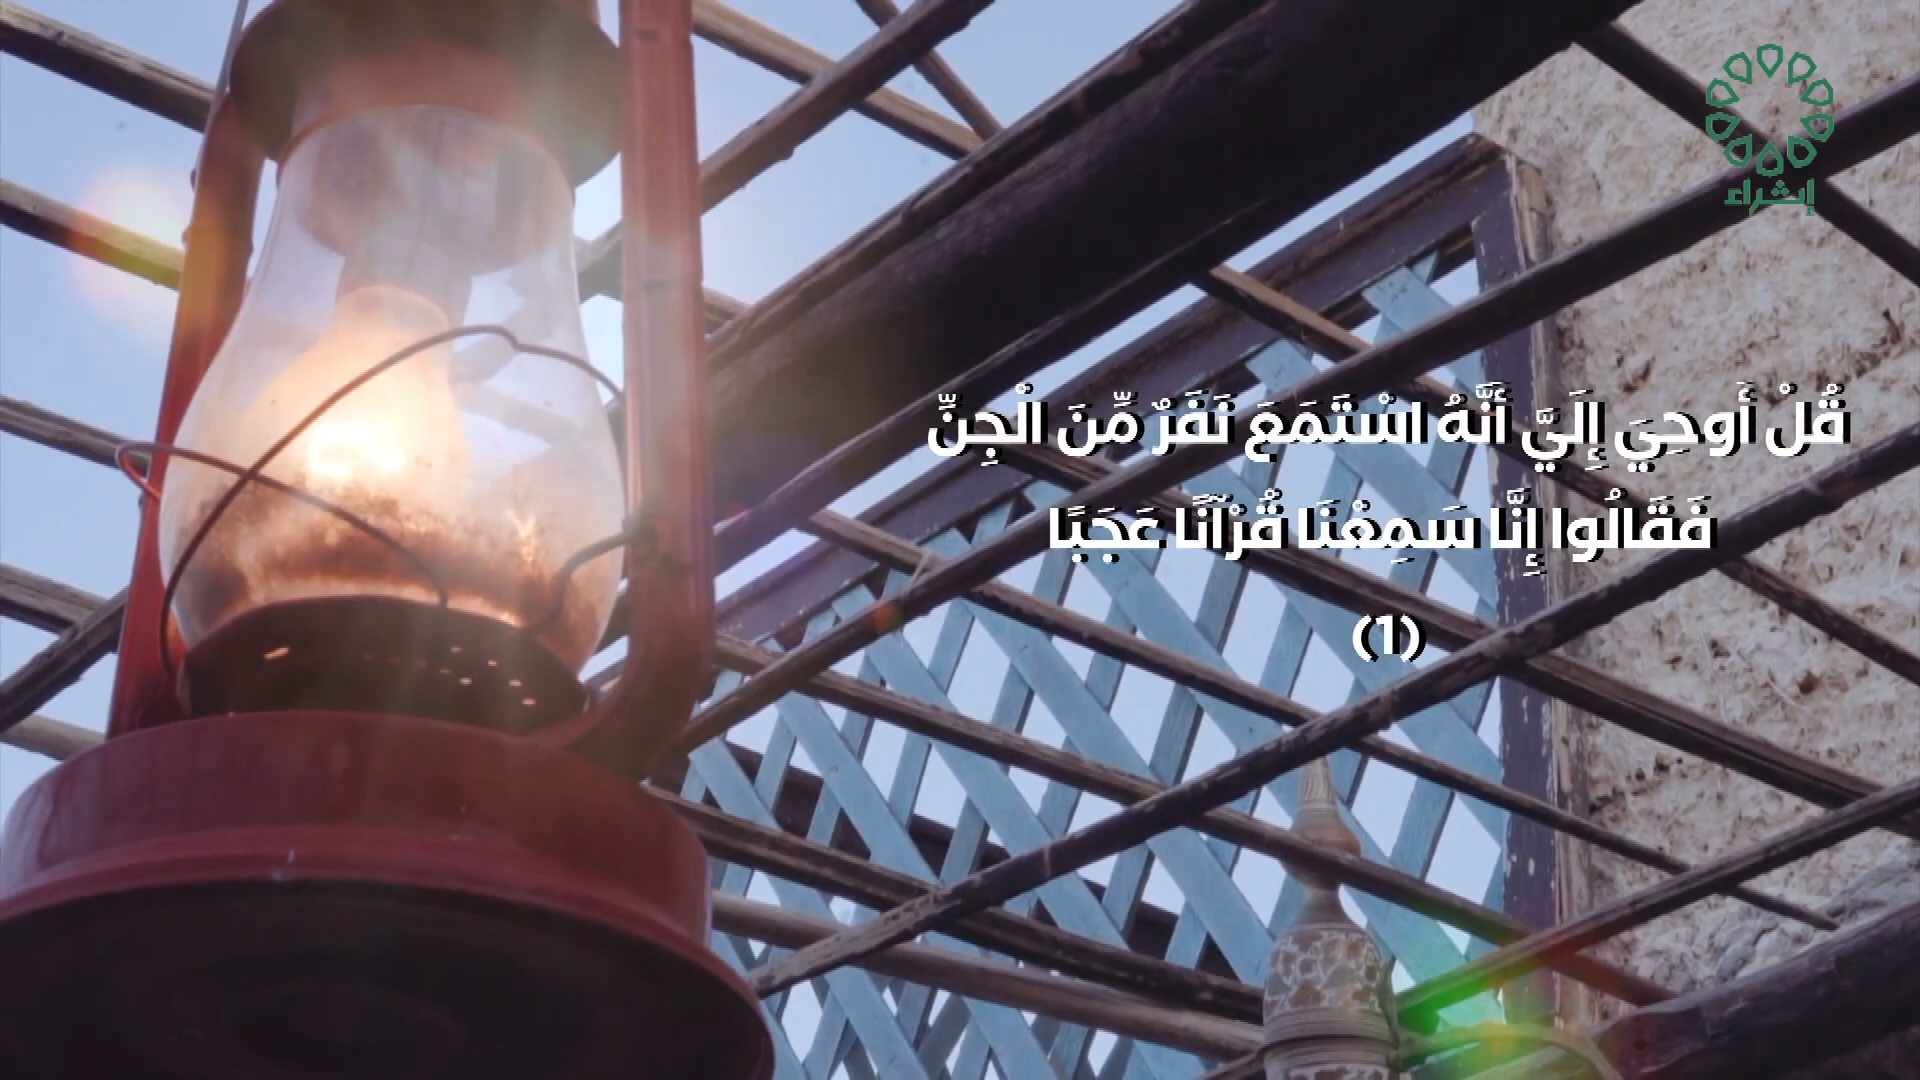 إثراء
قُلْ أُوحِيَ إِلَيَّ أَنَّهُ اسْتَمَعَ نَفَرٌ مِّنَ الْجِنِّ
فَقَالُوا إِنَّا سَمِعْنَا قُرْآنًا عَجَبًا
(1)